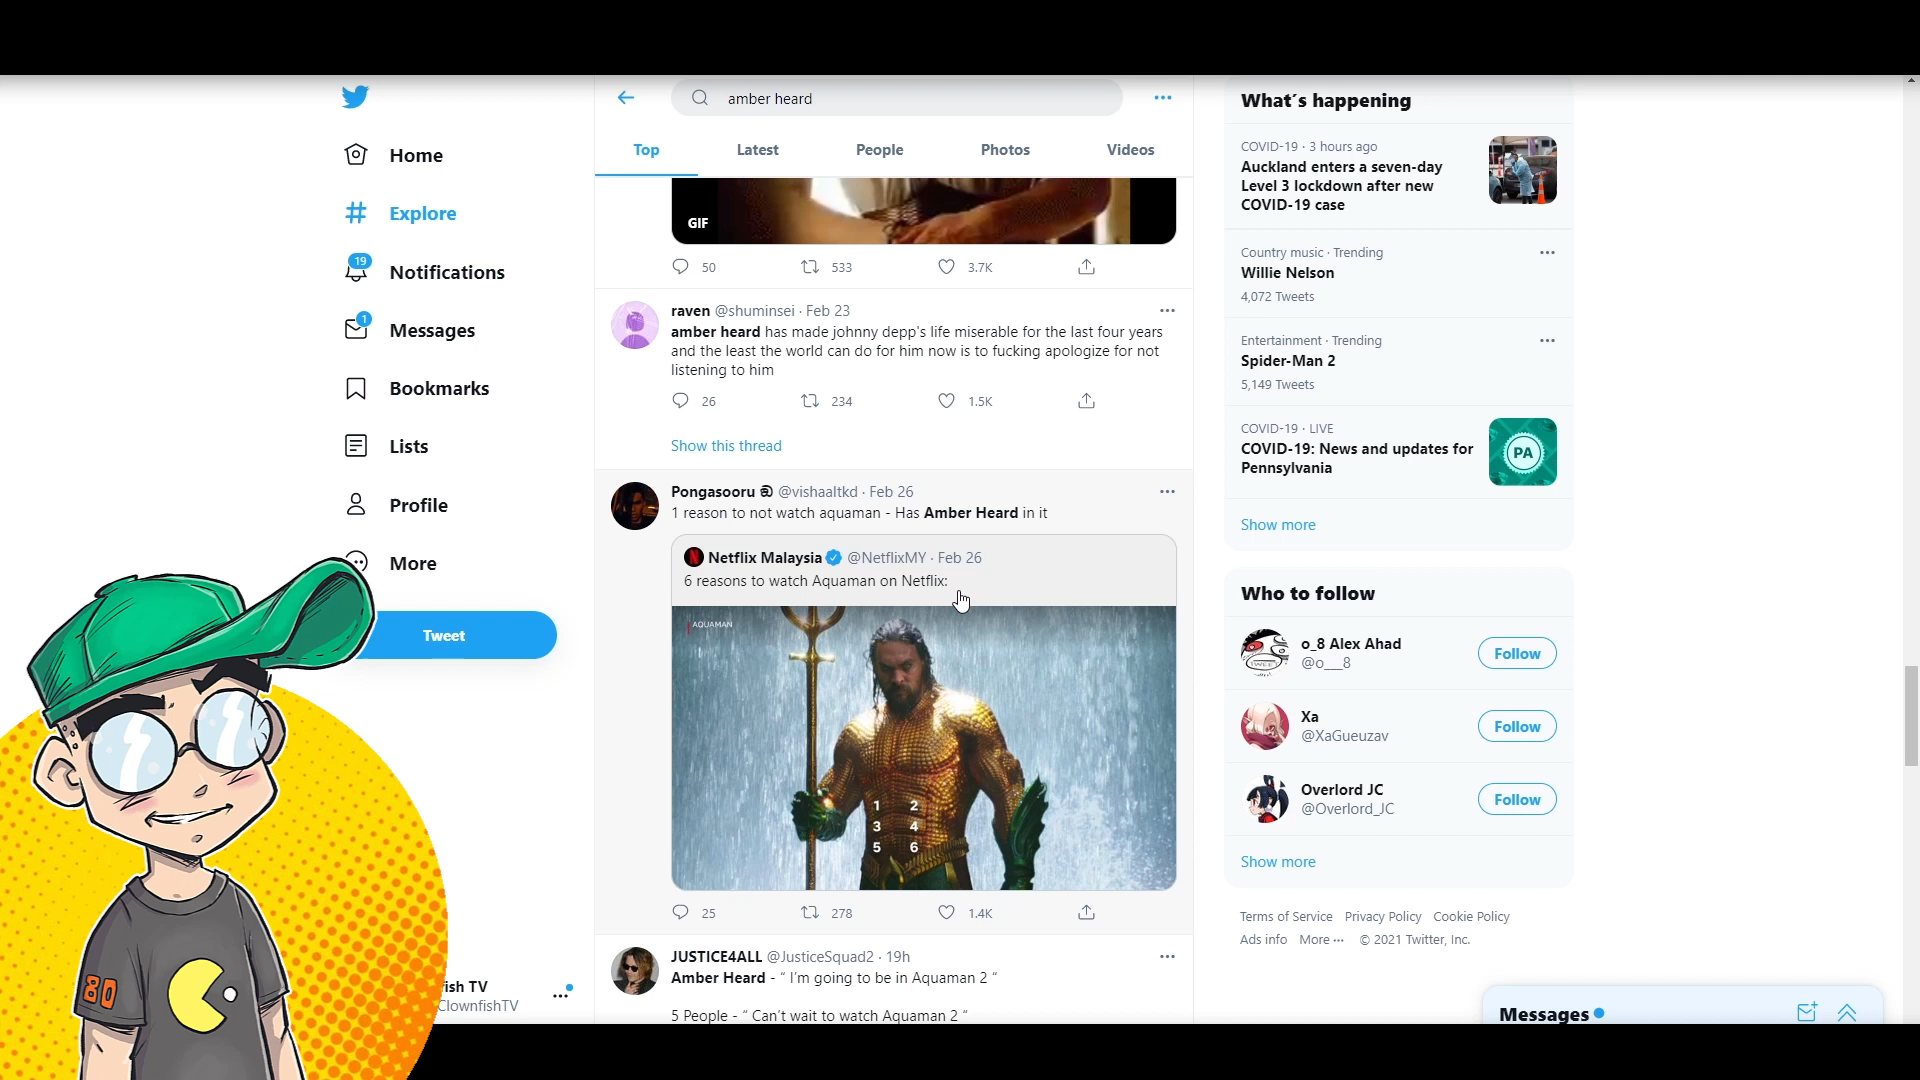 Home
Explore
19
Notifications
1
Messages
Bookmarks
Lists
Profile
More
Tweet
80
fish TV
ClownfishTV
amber heard
Top
Latest
People
Photos
Videos
GIF
50
533
3.7K
raven @shuminsei · Feb 23
amber heard has made johnny depp's life miserable for the last four years
and the least the world can do for him now is to fucking apologize for not
listening to him
26
234
1.5K
Show this thread
Pongasooru @vishaaltkd · Feb 26
1 reason to not watch aquaman - Has Amber Heard in it
Netflix Malaysia @NetflixMY · Feb 26
6 reasons to watch Aquaman on Netflix:
AQUAMAN
1 2
3 4
5 6
25
278
1.4K
JUSTICE4ALL @JusticeSquad2 · 19h
Amber Heard - “ I'm going to be in Aquaman 2 “
5 People - “ Can't wait to watch Aquaman 2 “
What's happening
COVID-19 · 3 hours ago
Auckland enters a seven-day
Level 3 lockdown after new
COVID-19 case
Country music · Trending
Willie Nelson
4,072 Tweets
Entertainment · Trending
Spider-Man 2
5,149 Tweets
COVID-19 · LIVE
COVID-19: News and updates for
Pennsylvania
PA
Show more
Who to follow
o_8 Alex Ahad
@o___8
Follow
Xa
@XaGueuzav
Follow
Overlord JC
@Overlord_JC
Follow
Show more
Terms of Service Privacy Policy Cookie Policy
Ads info More ··· © 2021 Twitter, Inc.
Messages